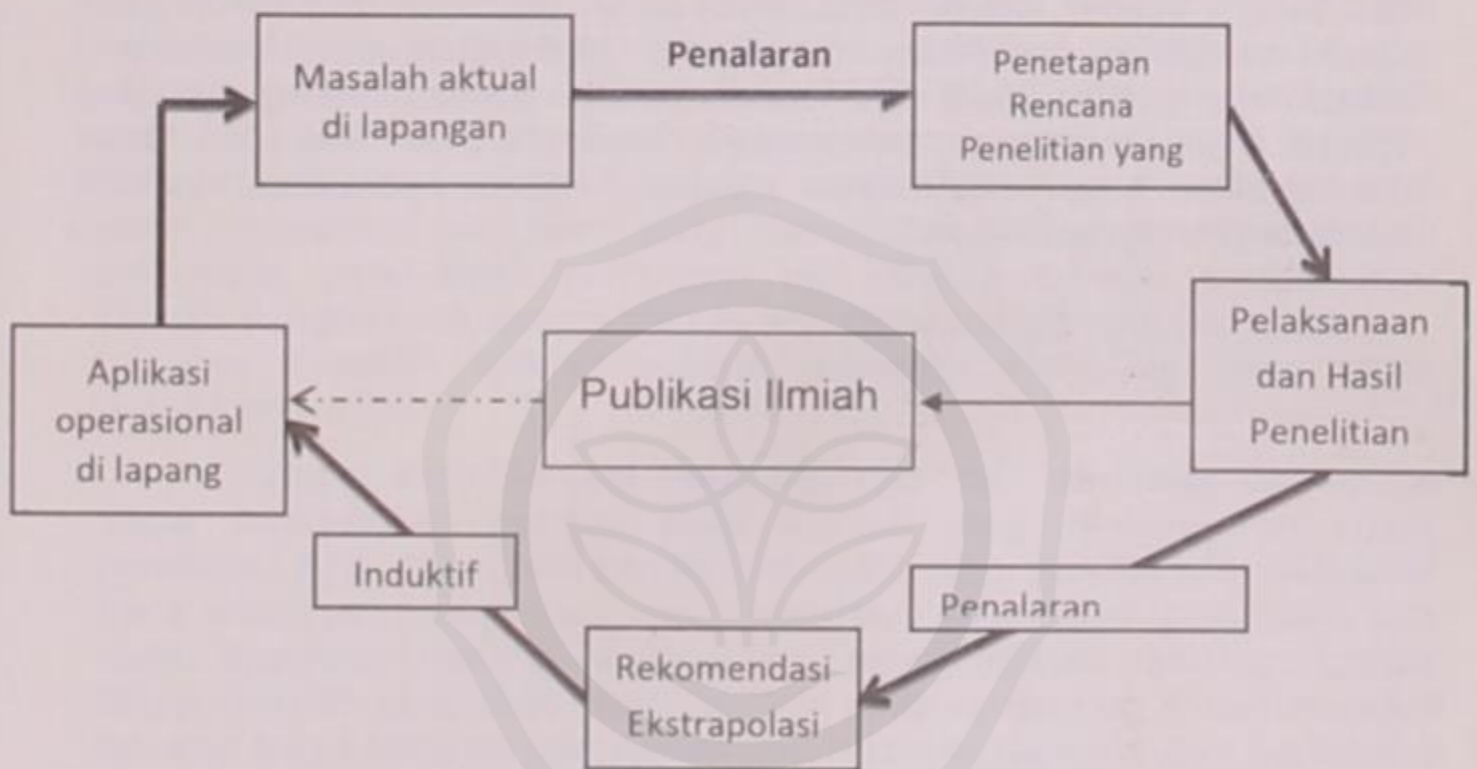 Masalah aktual
di lapangan
Penalaran
Penetapan
Rencana
Penelitian yang
Pelaksanaan
dan Hasil
Penelitian
Publikasi Ilmiah
Aplikasi
operasional
di lapang
Induktif
Penalaran
Rekomendasi
Ekstrapolasi